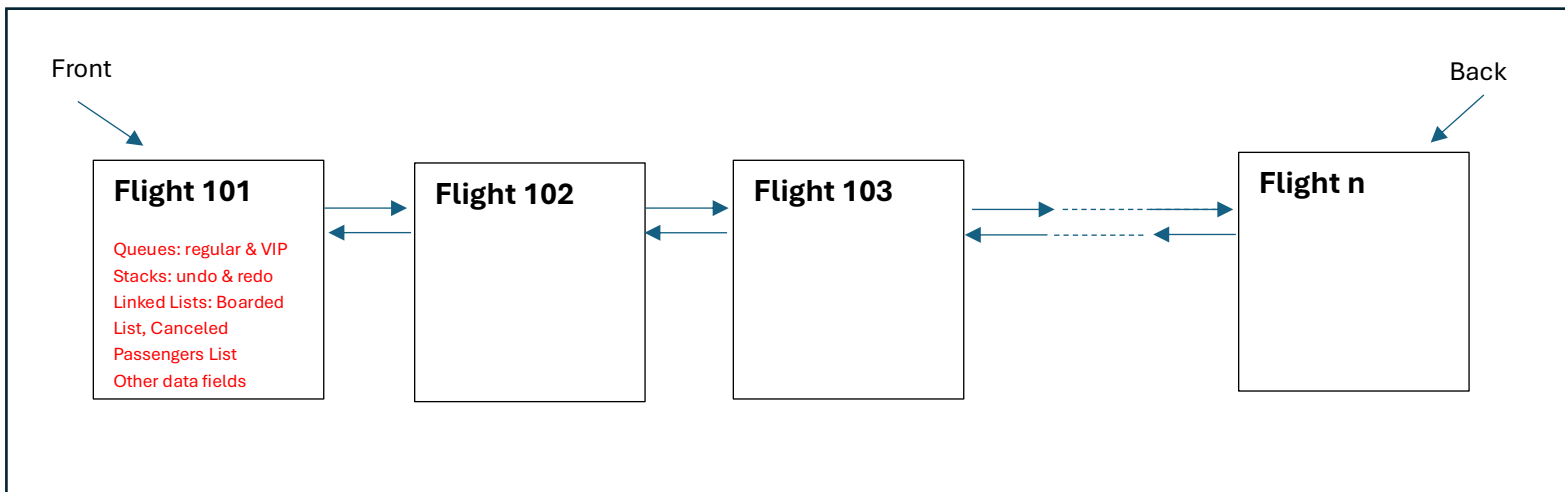 Front
Back
Flight 101
Queues: regular & VIP
Stacks: undo & redo
Linked Lists: Boarded
List, Canceled
Passengers List
Other data fields
Flight 102
Flight 103
Flight n